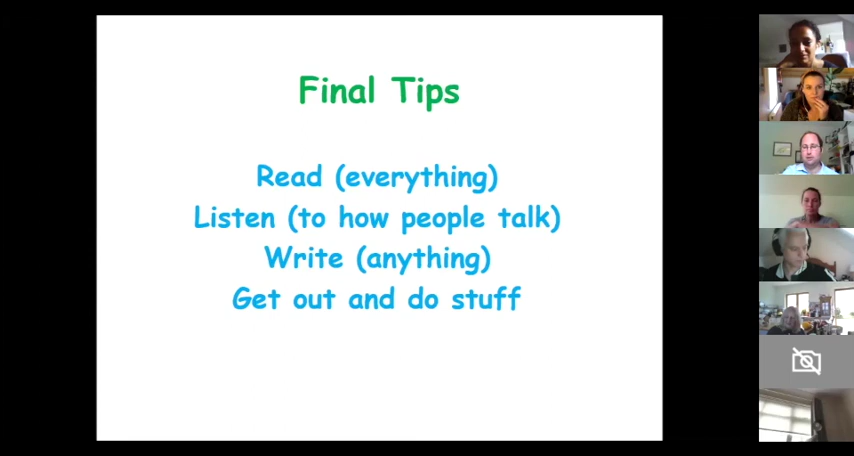 Final Tips
Read (everything)
Listen (to how people talk)
Write (anything)
Get out and do stuff